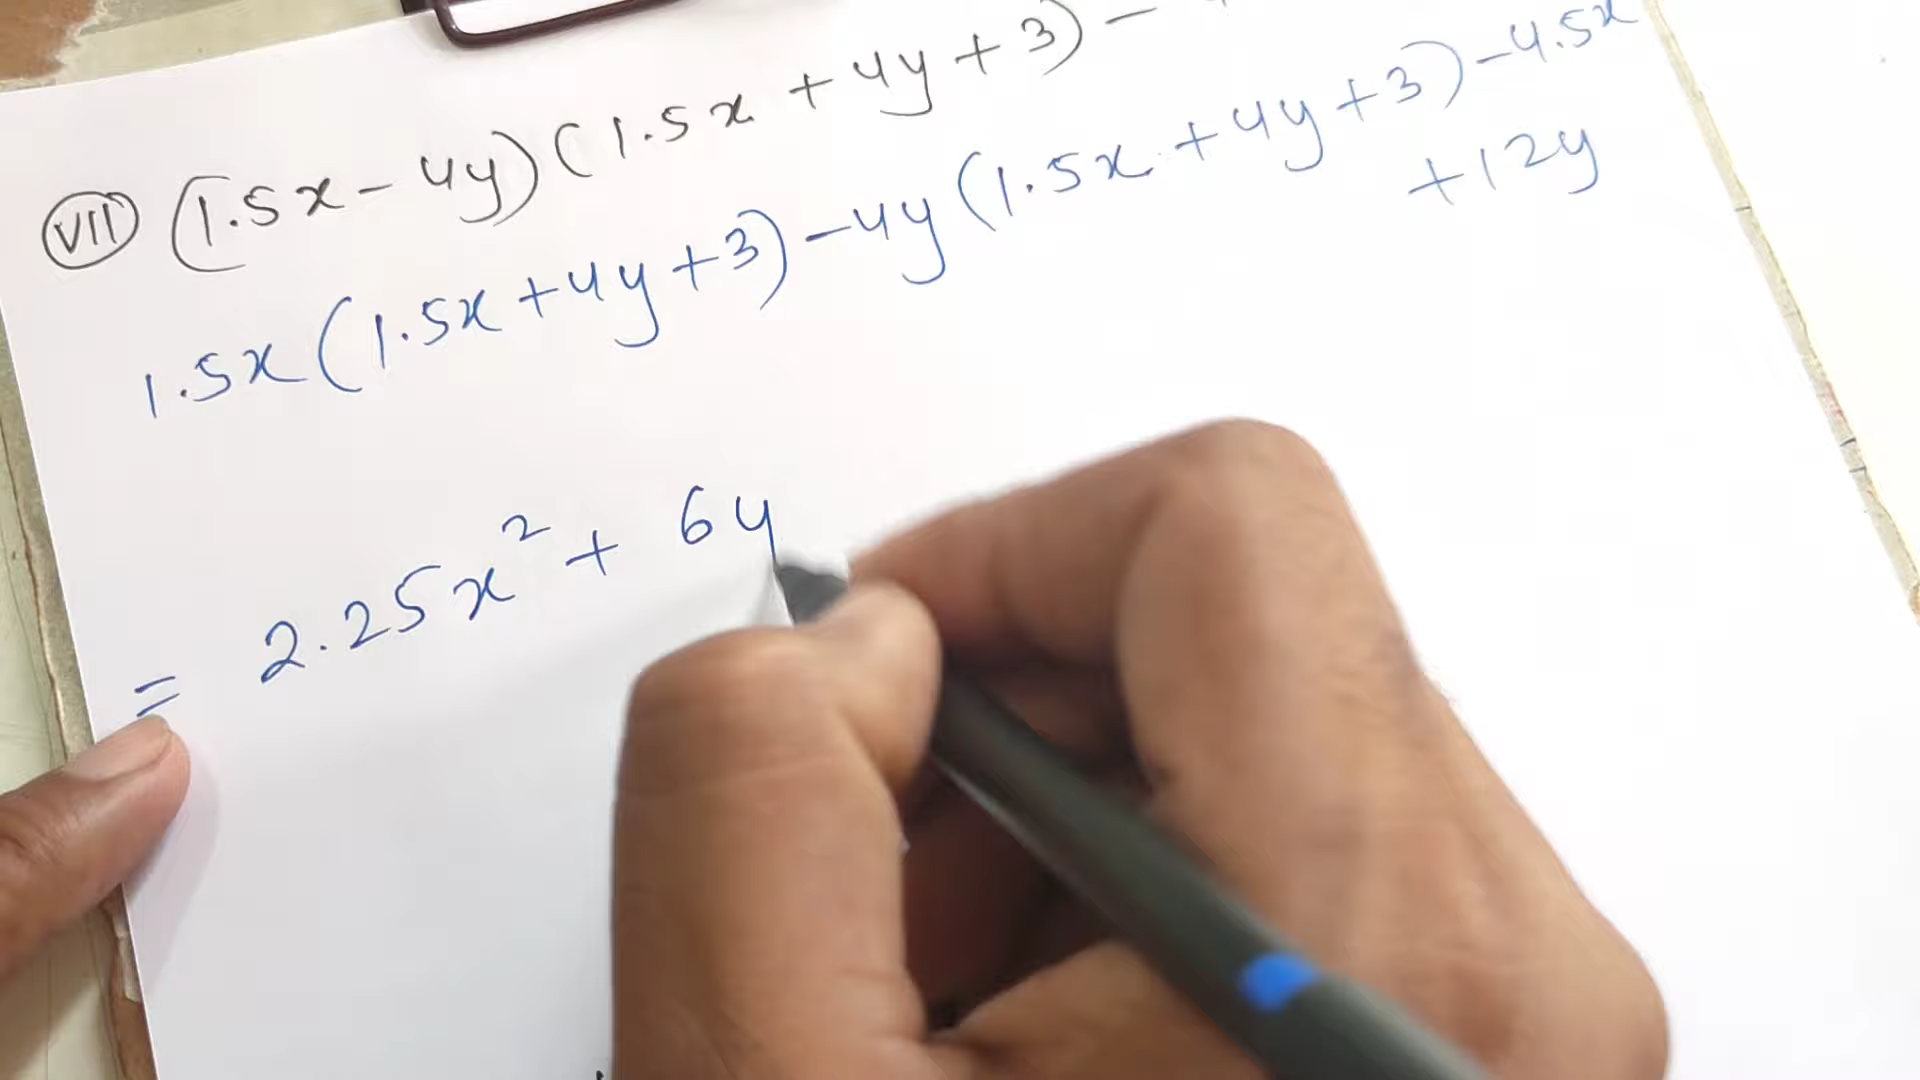 VII (1.5x - 4y)(1.5x + 4y + 3) -
1.5x(1.5x + 4y + 3) - 4y(1.5x + 4y + 3) - 4.5x
+12y
= 2.25x² + 6y